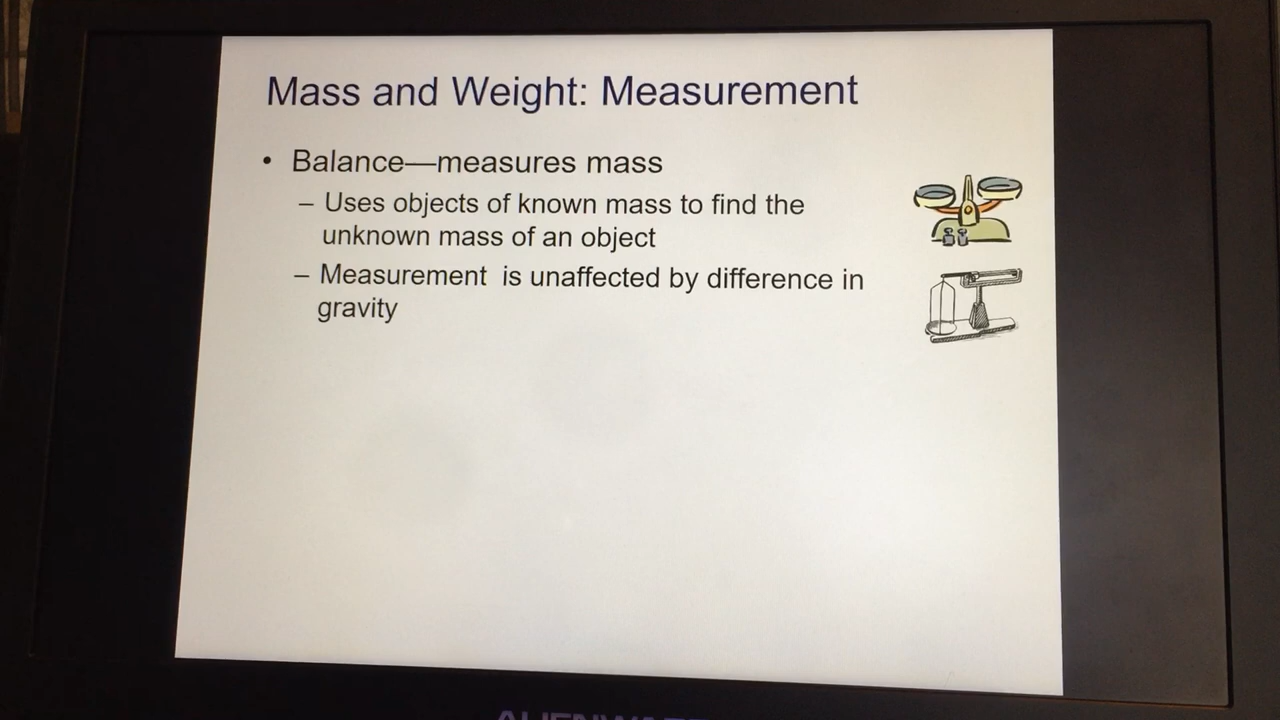 Mass and Weight: Measurement
• Balance—measures mass
– Uses objects of known mass to find the
unknown mass of an object
– Measurement is unaffected by difference in
gravity